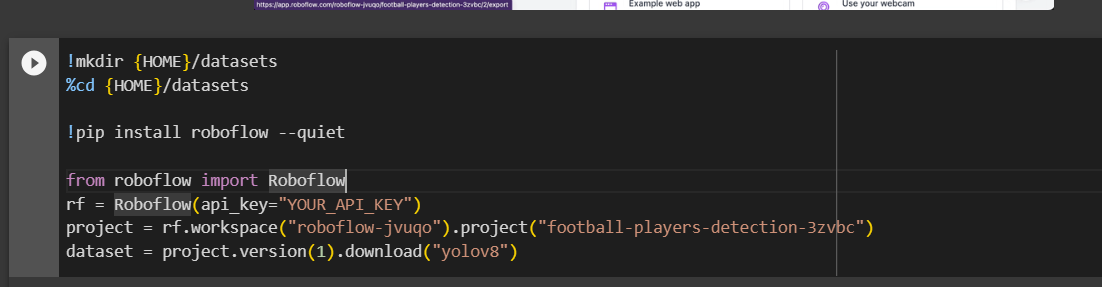 https://app.roboflow.com/roboflow-jvuqo/football-players-detection-3zvbc/2/export
Example web app
Use your webcam
!mkdir {HOME}/datasets
%cd {HOME}/datasets
!pip install roboflow --quiet
from roboflow import Roboflow
rf = Roboflow(api_key="YOUR_API_KEY")
project = rf.workspace("roboflow-jvuqo").project("football-players-detection-3zvbc")
dataset = project.version(1).download("yolov8")